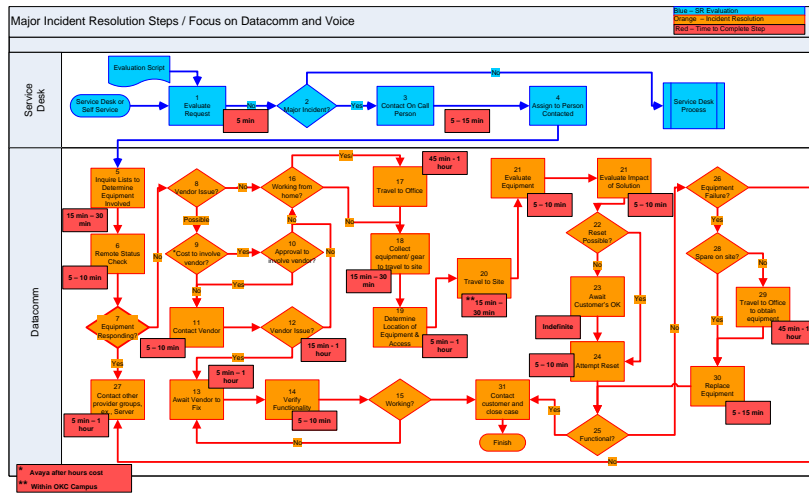 Major Incident Resolution Steps / Focus on Datacomm and Voice
Blue – SR Evaluation
Orange – Incident Resolution
Red – Time to Complete Step
Service
Desk
Evaluation Script
Service Desk or
Self Service
1
Evaluate
Request
5 min
No
2
Major Incident?
Yes
No
3
Contact On Call
Person
5 – 15 min
4
Assign to Person
Contacted
Service Desk
Process
Datacomm
5
Inquire Lists to
Determine
Equipment
Involved
15 min – 30
min
6
Remote Status
Check
5 – 10 min
7
Equipment
Responding?
No
Yes
27
Contact other
provider groups,
ex., Server
5 min – 1
hour
8
Vendor Issue?
No
Possible
9
*Cost to involve
vendor?
Yes
No
10
Approval to
involve vendor?
No
Yes
11
Contact Vendor
5 – 10 min
12
Vendor Issue?
No
15 min - 1
hour
Yes
5 min – 1
hour
13
Await Vendor to
Fix
14
Verify
Functionality
5 – 10 min
15
Working?
No
Yes
16
Working from
home?
Yes
No
45 min - 1
hour
17
Travel to Office
18
Collect
equipment/ gear
to travel to site
15 min – 30
min
19
Determine
Location of
Equipment &
Access
5 min – 1
hour
20
Travel to Site
**15 min –
30 min
21
Evaluate
Equipment
5 – 10 min
21
Evaluate Impact
of Solution
5 – 10 min
22
Reset
Possible?
No
Yes
23
Await
Customer's OK
Indefinite
24
Attempt Reset
5 – 10 min
25
Functional?
Yes
No
26
Equipment
Failure?
Yes
No
28
Spare on site?
No
Yes
29
Travel to Office
to obtain
equipment
45 min - 1
hour
30
Replace
Equipment
5 - 15 min
31
Contact
customer and
close case
Finish
* Avaya after hours cost
** Within OKC Campus